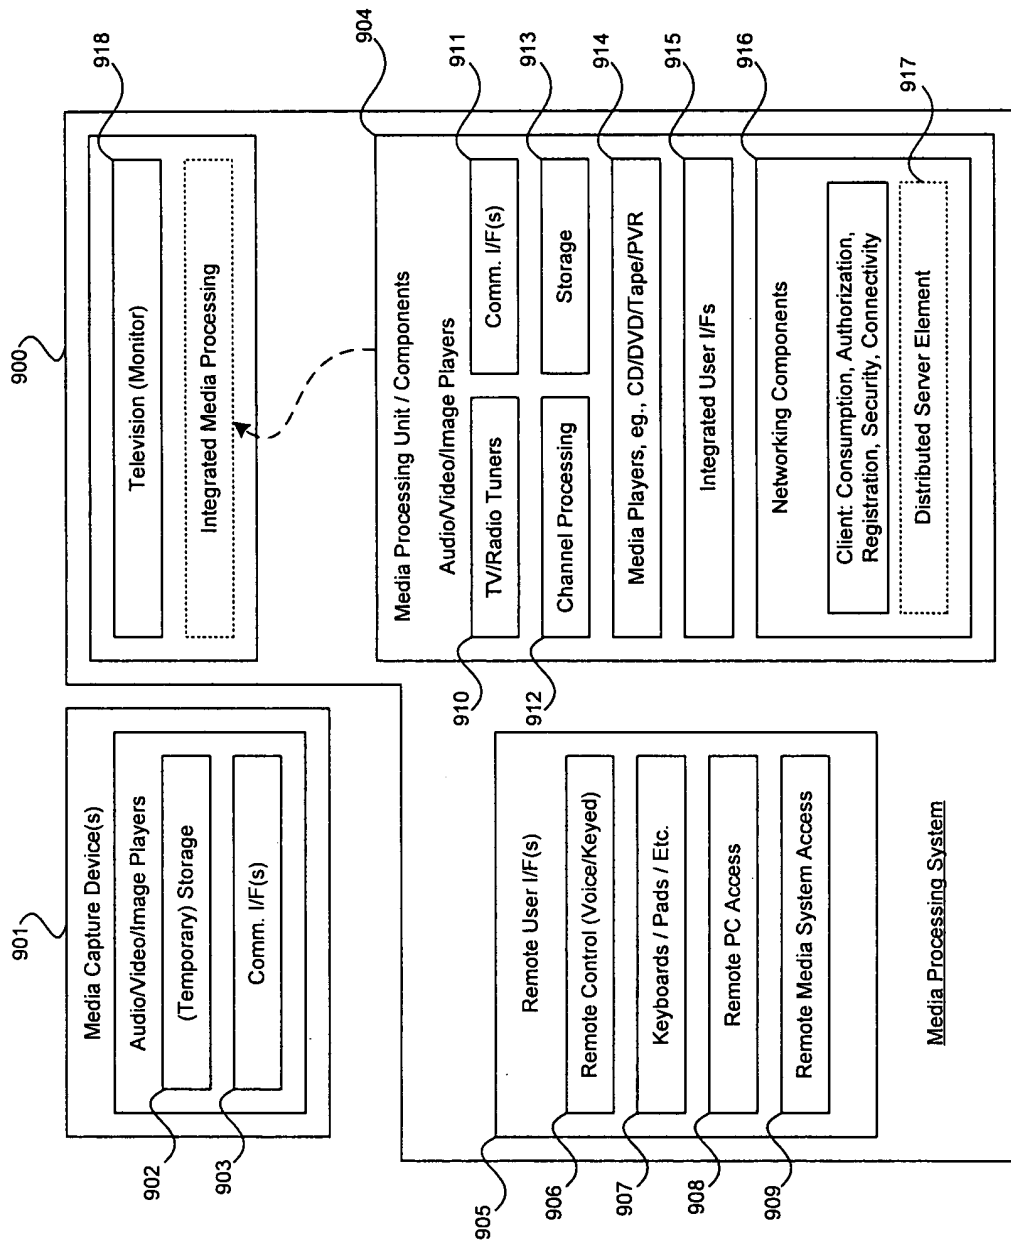 901
Media Capture Device(s)
Audio/Video/Image Players
(Temporary) Storage
Comm. I/F(s)
902
903
900
918
Television (Monitor)
Integrated Media Processing
904
Media Processing Unit / Components
Audio/Video/Image Players
910
TV/Radio Tuners
Comm. I/F(s)
911
912
Channel Processing
Storage
913
Media Players, eg., CD/DVD/Tape/PVR
914
Integrated User I/Fs
915
Networking Components
916
Client: Consumption, Authorization,
Registration, Security, Connectivity
Distributed Server Element
917
905
Remote User I/F(s)
906
Remote Control (Voice/Keyed)
907
Keyboards / Pads / Etc.
908
Remote PC Access
909
Remote Media System Access
Media Processing System